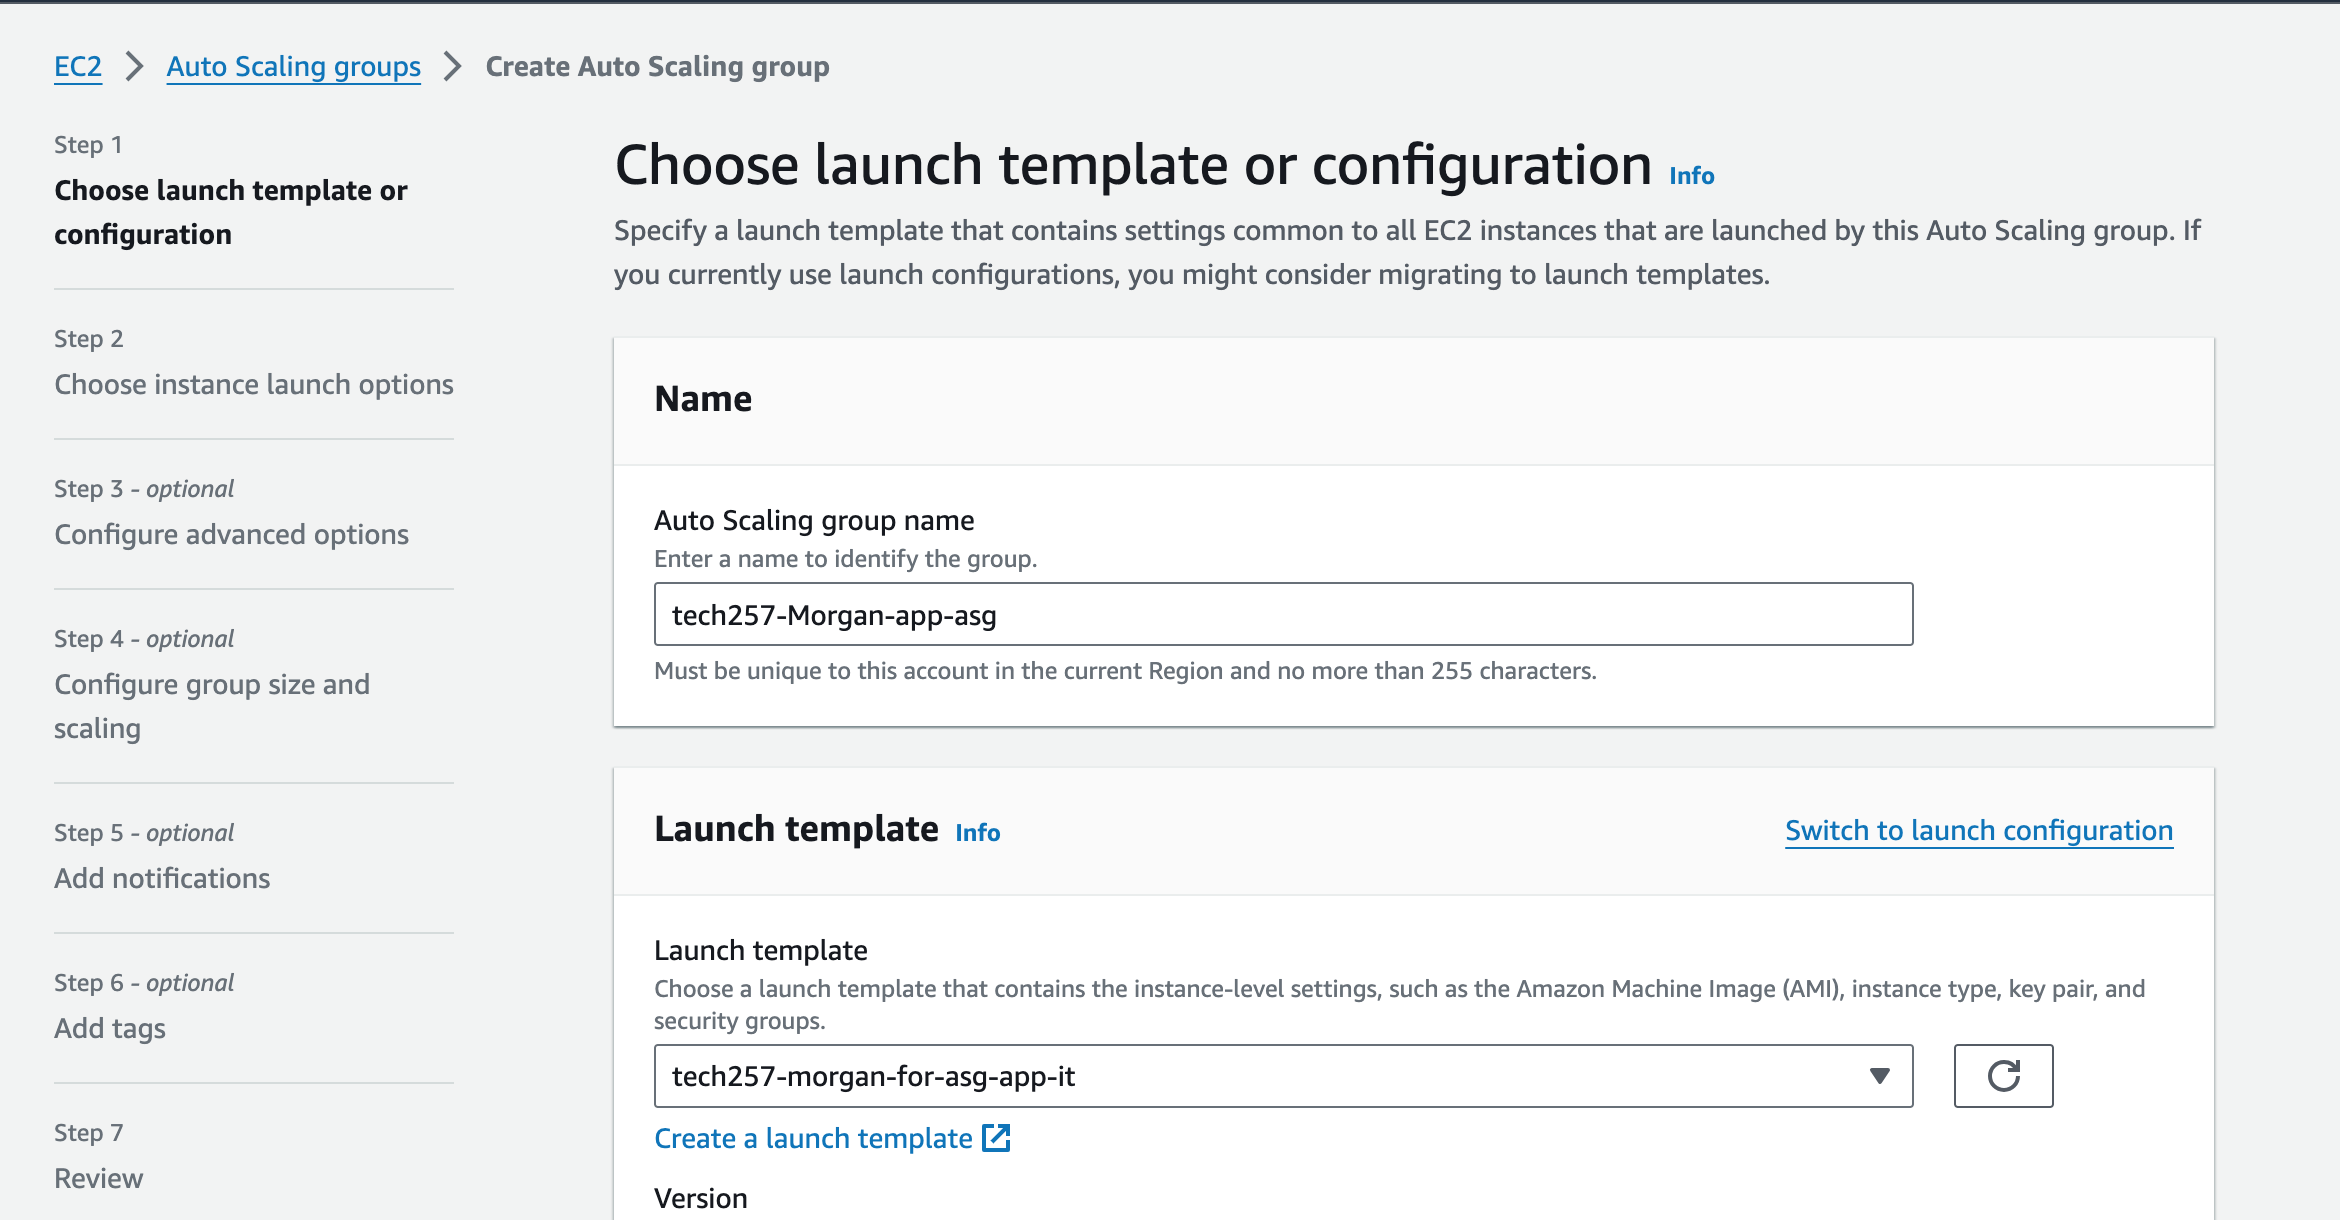 EC2 > Auto Scaling groups > Create Auto Scaling group
Step 1
Choose launch template or
configuration
Step 2
Choose instance launch options
Step 3 - optional
Configure advanced options
Step 4 - optional
Configure group size and
scaling
Step 5 - optional
Add notifications
Step 6 - optional
Add tags
Step 7
Review
Choose launch template or configuration Info
Specify a launch template that contains settings common to all EC2 instances that are launched by this Auto Scaling group. If
you currently use launch configurations, you might consider migrating to launch templates.
Name
Auto Scaling group name
Enter a name to identify the group.
tech257-Morgan-app-asg
Must be unique to this account in the current Region and no more than 255 characters.
Launch template Info
Switch to launch configuration
Launch template
Choose a launch template that contains the instance-level settings, such as the Amazon Machine Image (AMI), instance type, key pair, and
security groups.
tech257-morgan-for-asg-app-it
Create a launch template
Version